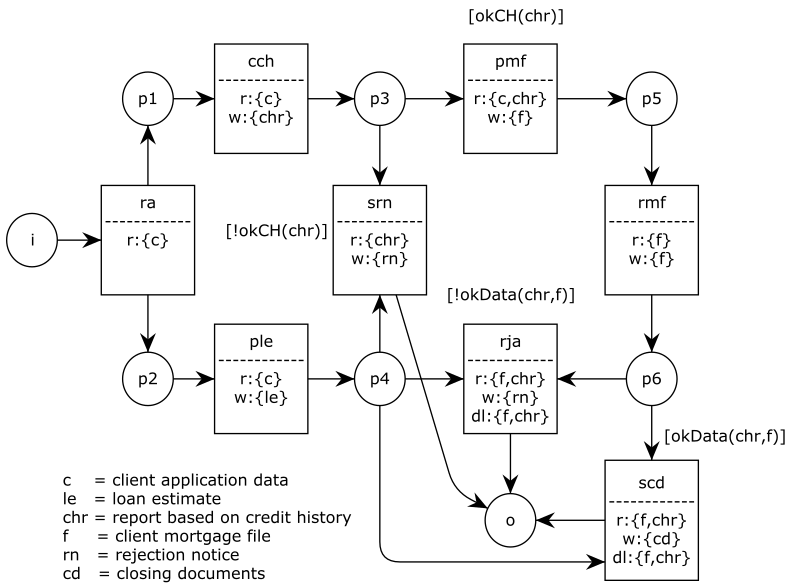 [okCH(chr)]
cch
r:{c}
w:{chr}
pmf
r:{c,chr}
w:{f}
p1
p3
p5
ra
r:{c}
srn
r:{chr}
w:{rn}
[!okCH(chr)]
rmf
r:{f}
w:{f}
i
[!okData(chr,f)]
ple
r:{c}
w:{le}
rja
r:{f,chr}
w:{rn}
dl:{f,chr}
p2
p4
p6
[okData(chr,f)]
scd
r:{f,chr}
w:{cd}
dl:{f,chr}
o
c = client application data
le = loan estimate
chr = report based on credit history
f = client mortgage file
rn = rejection notice
cd = closing documents